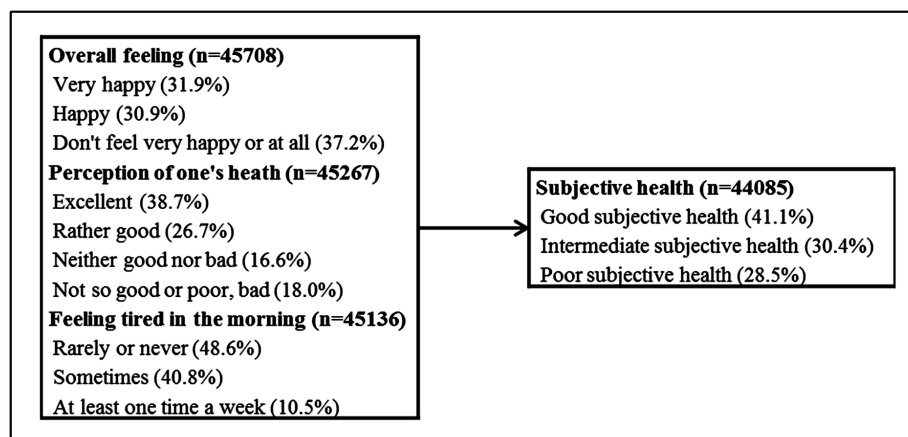 Overall feeling (n=45708)
Very happy (31.9%)
Happy (30.9%)
Don't feel very happy or at all (37.2%)
Perception of one's heath (n=45267)
Excellent (38.7%)
Rather good (26.7%)
Neither good nor bad (16.6%)
Not so good or poor, bad (18.0%)
Feeling tired in the morning (n=45136)
Rarely or never (48.6%)
Sometimes (40.8%)
At least one time a week (10.5%)
Subjective health (n=44085)
Good subjective health (41.1%)
Intermediate subjective health (30.4%)
Poor subjective health (28.5%)